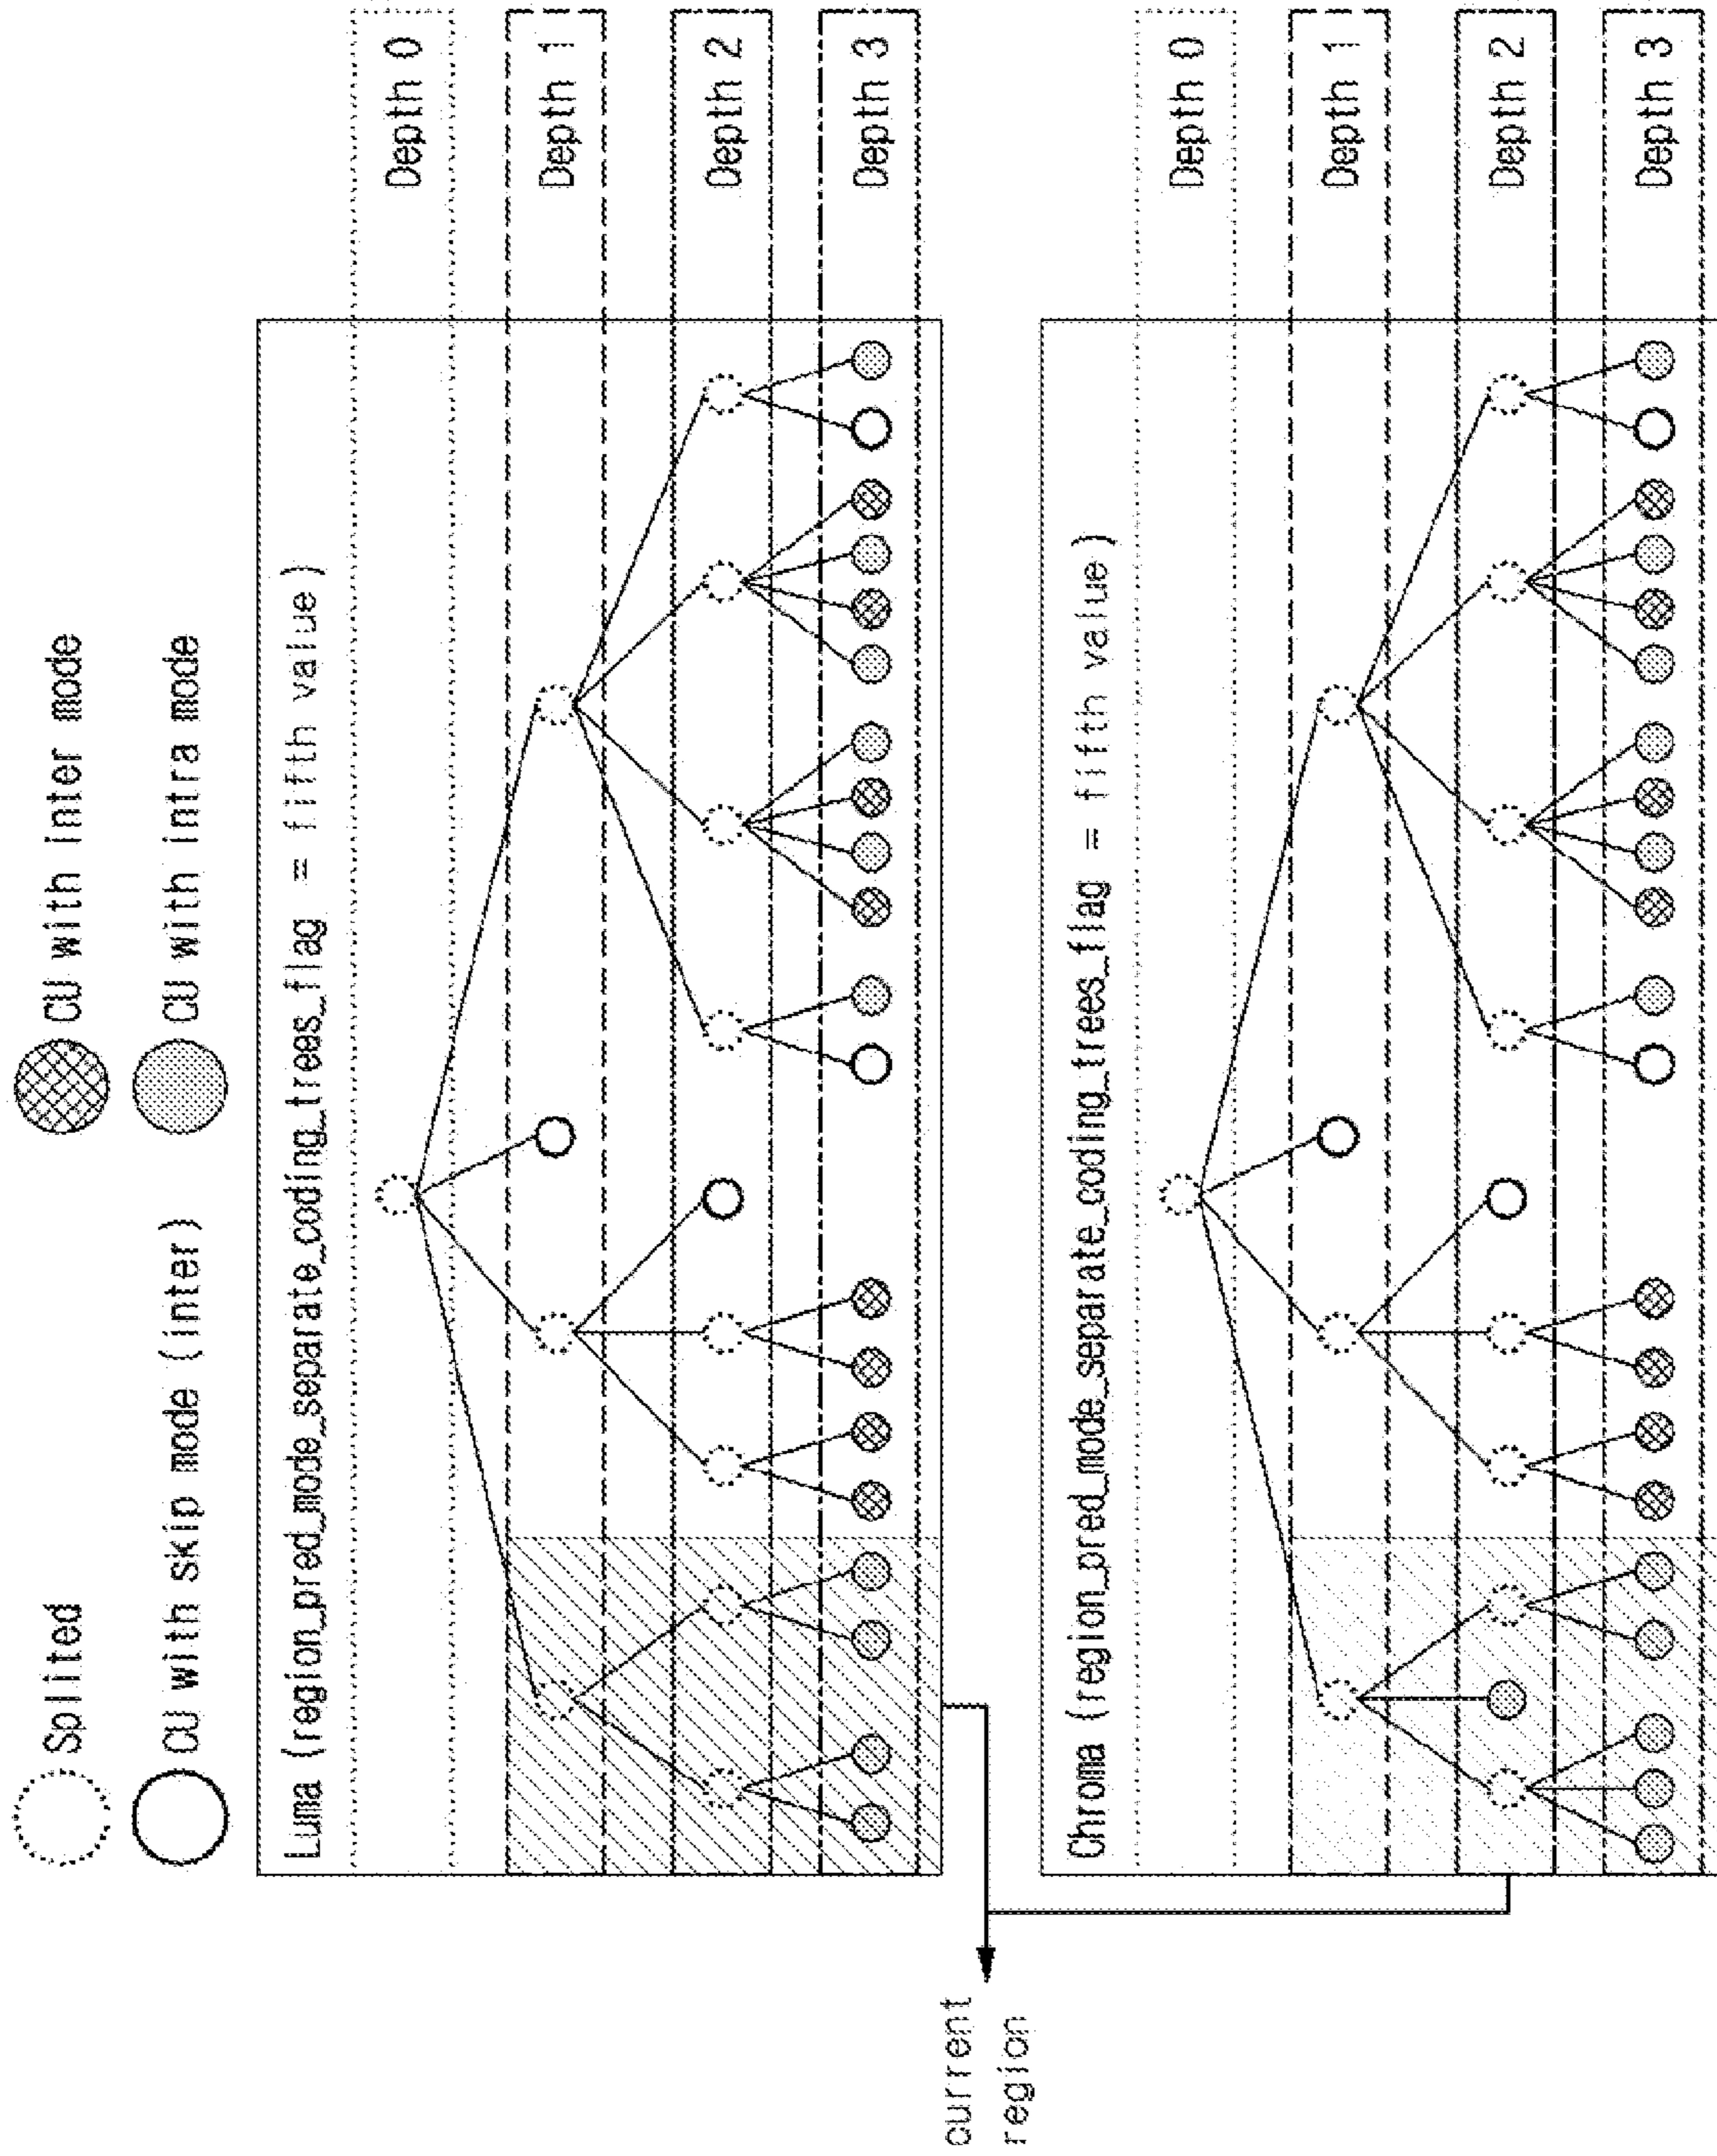 Splited
CU with inter mode
CU with skip mode (inter)
CU with intra mode
Luma (region_pred_mode_separate_coding_trees_flag = fifth value)
Depth 0
Depth 1
Depth 2
Depth 3
current
region
Chroma (region_pred_mode_separate_coding_trees_flag = fifth value)
Depth 0
Depth 1
Depth 2
Depth 3